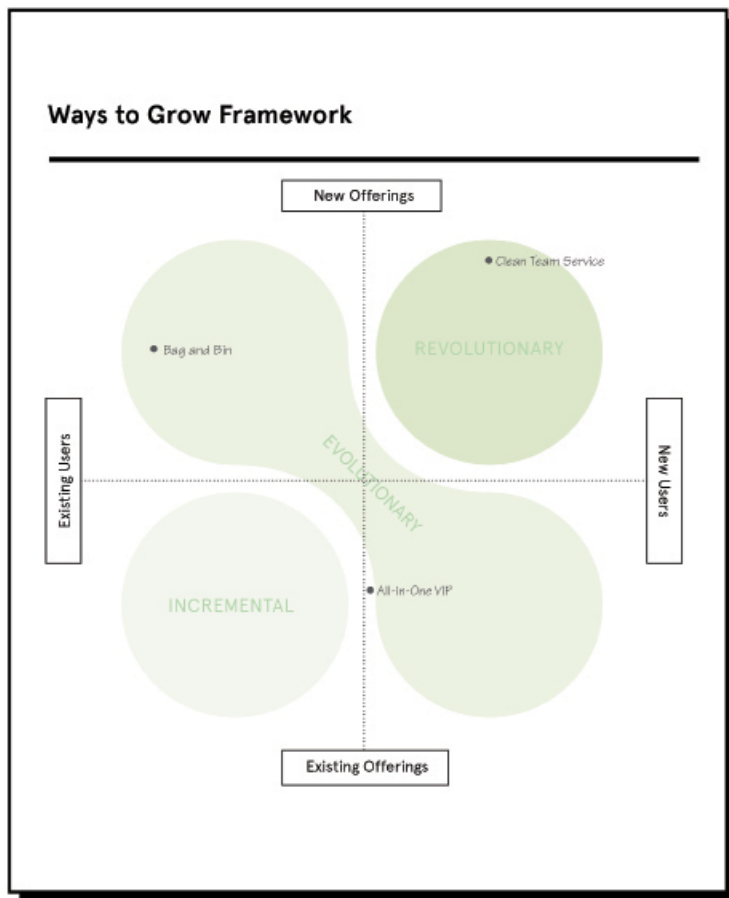 Ways to Grow Framework
New Offerings
Clean Team Service
REVOLUTIONARY
Bag and Bin
Existing Users
EVOLUTIONARY
New Users
All-in-One VIP
INCREMENTAL
Existing Offerings